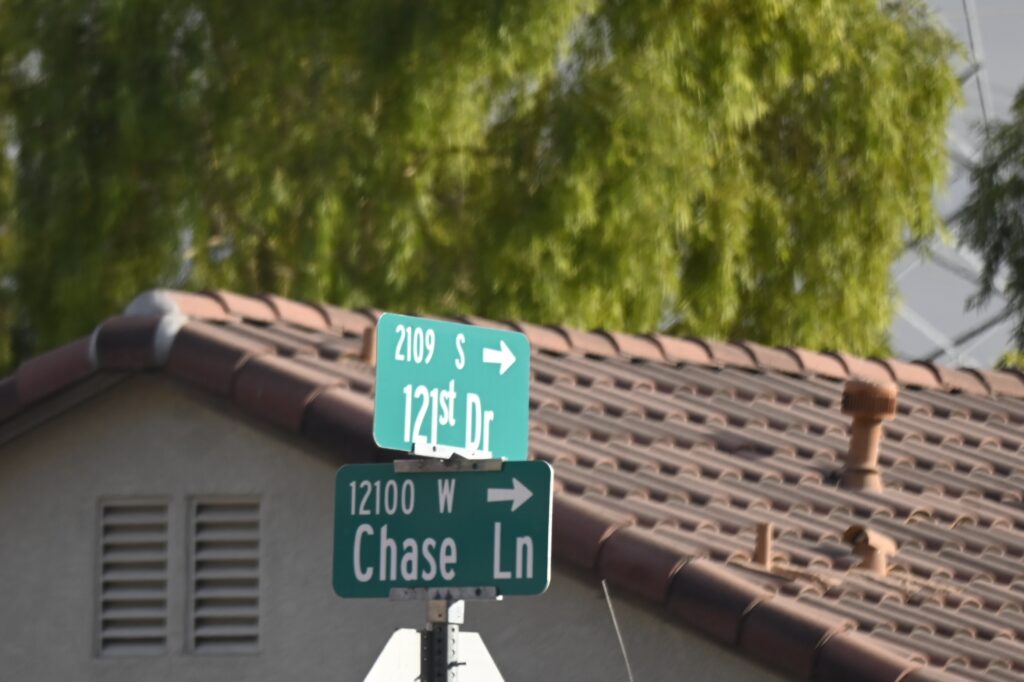 2109 S →
121st Dr
12100 W →
Chase Ln